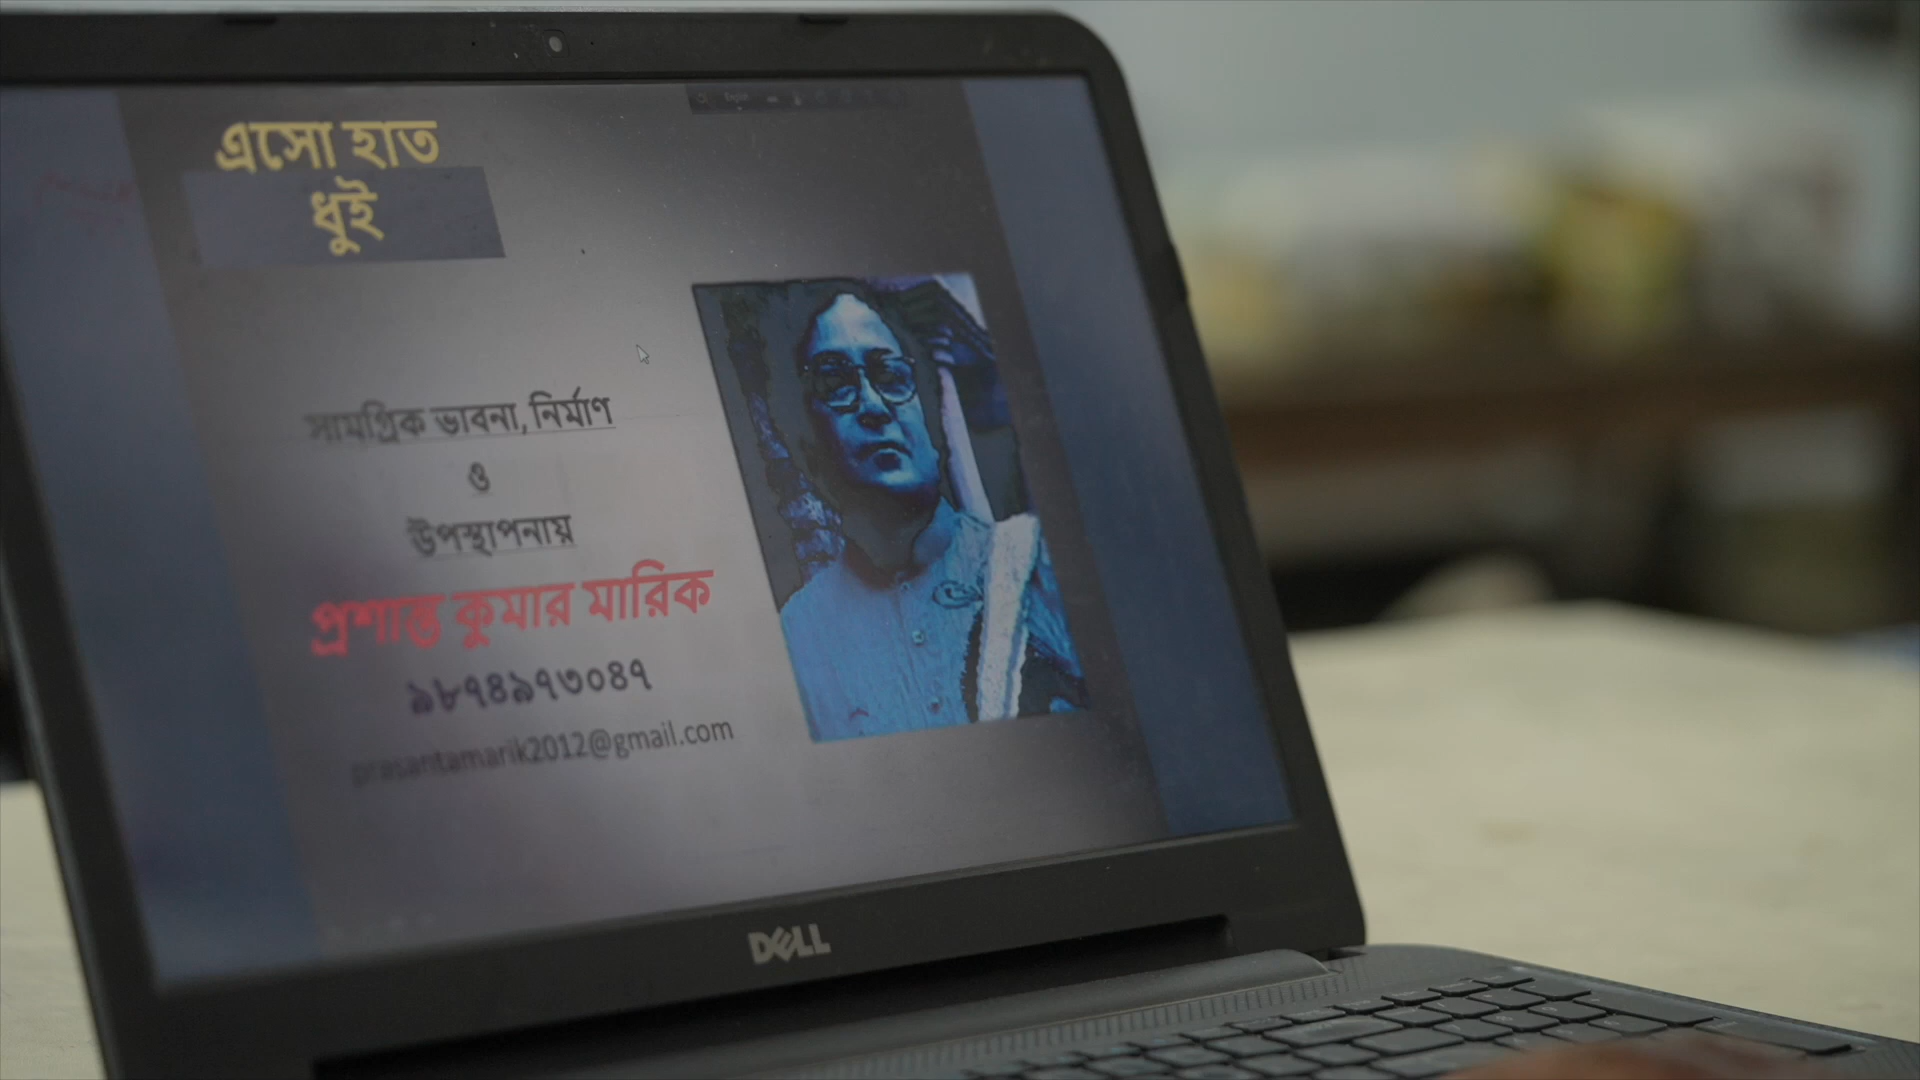 এসো হাত
ধুই
সামগ্রিক ভাবনা, নির্মাণ
ও
উপস্থাপনায়
প্রশান্ত কুমার মারিক
৯৮৭৪৯৭৩০৪৭
prasantamarik2012@gmail.com
DELL